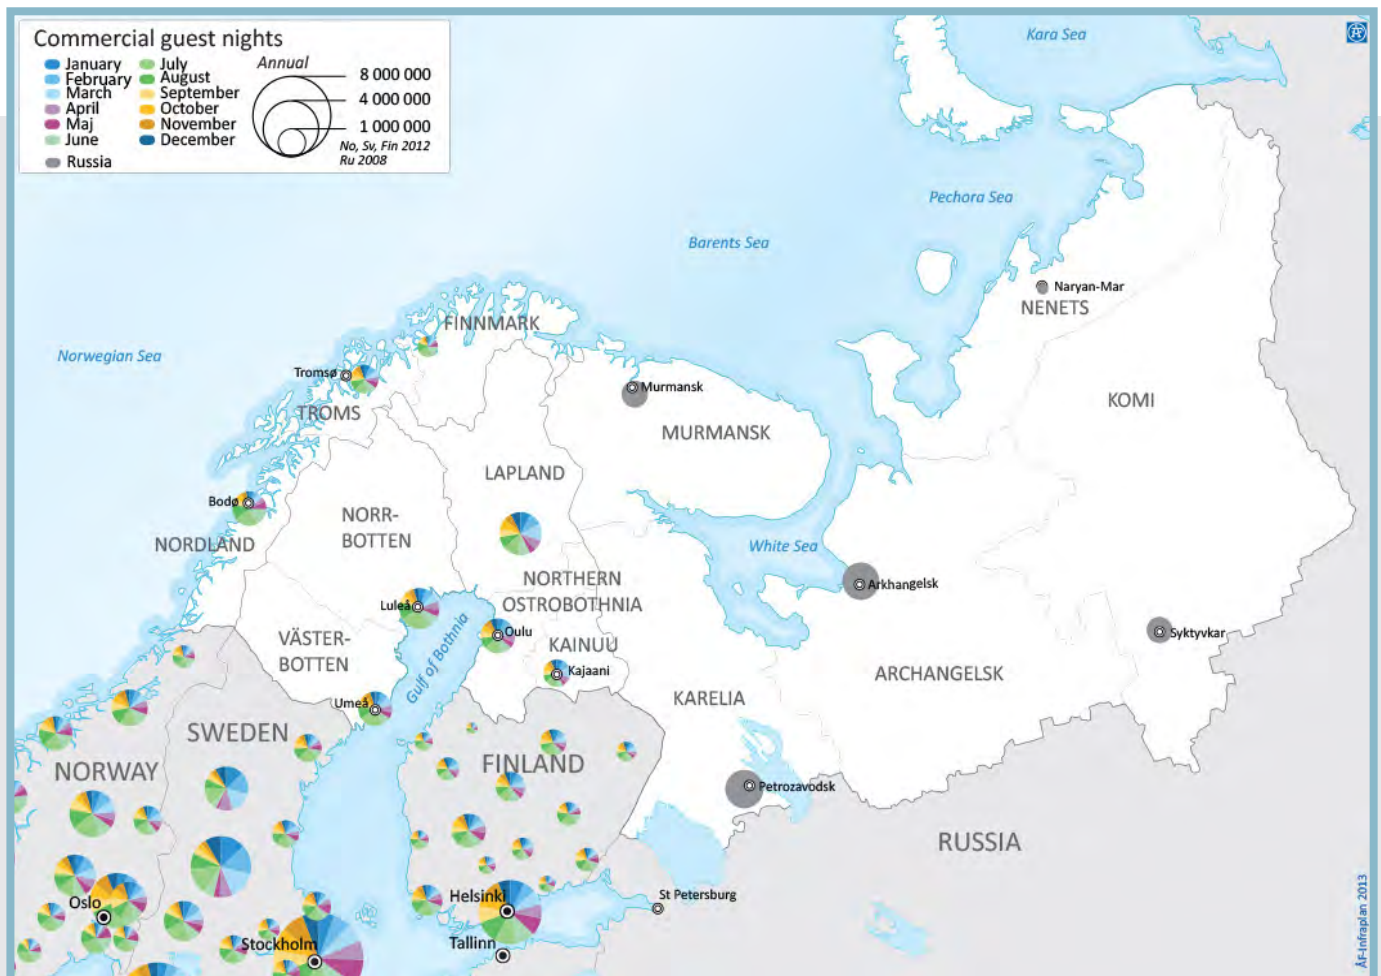 Commercial guest nights
January
February
March
April
Maj
June
Russia
July
August
September
October
November
December
Annual
8 000 000
4 000 000
1 000 000
No, Sv, Fin 2012
Ru 2008
Kara Sea
Pechora Sea
Barents Sea
Norwegian Sea
Naryan-Mar
NENETS
FINNMARK
Tromsø
TROMS
Murmansk
MURMANSK
KOMI
LAPLAND
Bodø
NORDLAND
NORR-
BOTTEN
White Sea
NORTHERN
OSTROBOTHNIA
Arkhangelsk
Luleå
Oulu
KAINUU
Kajaani
Syktyvkar
VÄSTER-
BOTTEN
Gulf of Bothnia
ARCHANGELSK
KARELIA
Umeå
SWEDEN
NORWAY
FINLAND
Petrozavodsk
RUSSIA
Oslo
Helsinki
St Petersburg
Stockholm
Tallinn
ÅF-Infraplan 2013